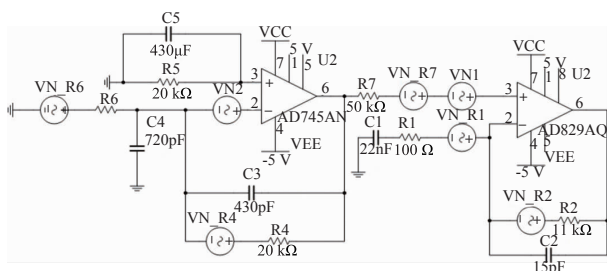 C5
430μF
R5
20 kΩ
VCC
5 V
7 1 5
U2
3
+
2
−
6
AD745AN
4
VEE
-5 V
VN_R6
R6
C4
720pF
VN2
C3
430pF
VN_R4
R4
20 kΩ
R7
50 kΩ
VN_R7
VN1
C1
22nF
R1
100 Ω
VN_R1
VCC
5 V
7 1 8
U2
3
+
2
−
6
AD829AQ
4 5
VEE
-5 V
VN_R2
R2
11 kΩ
C2
15pF